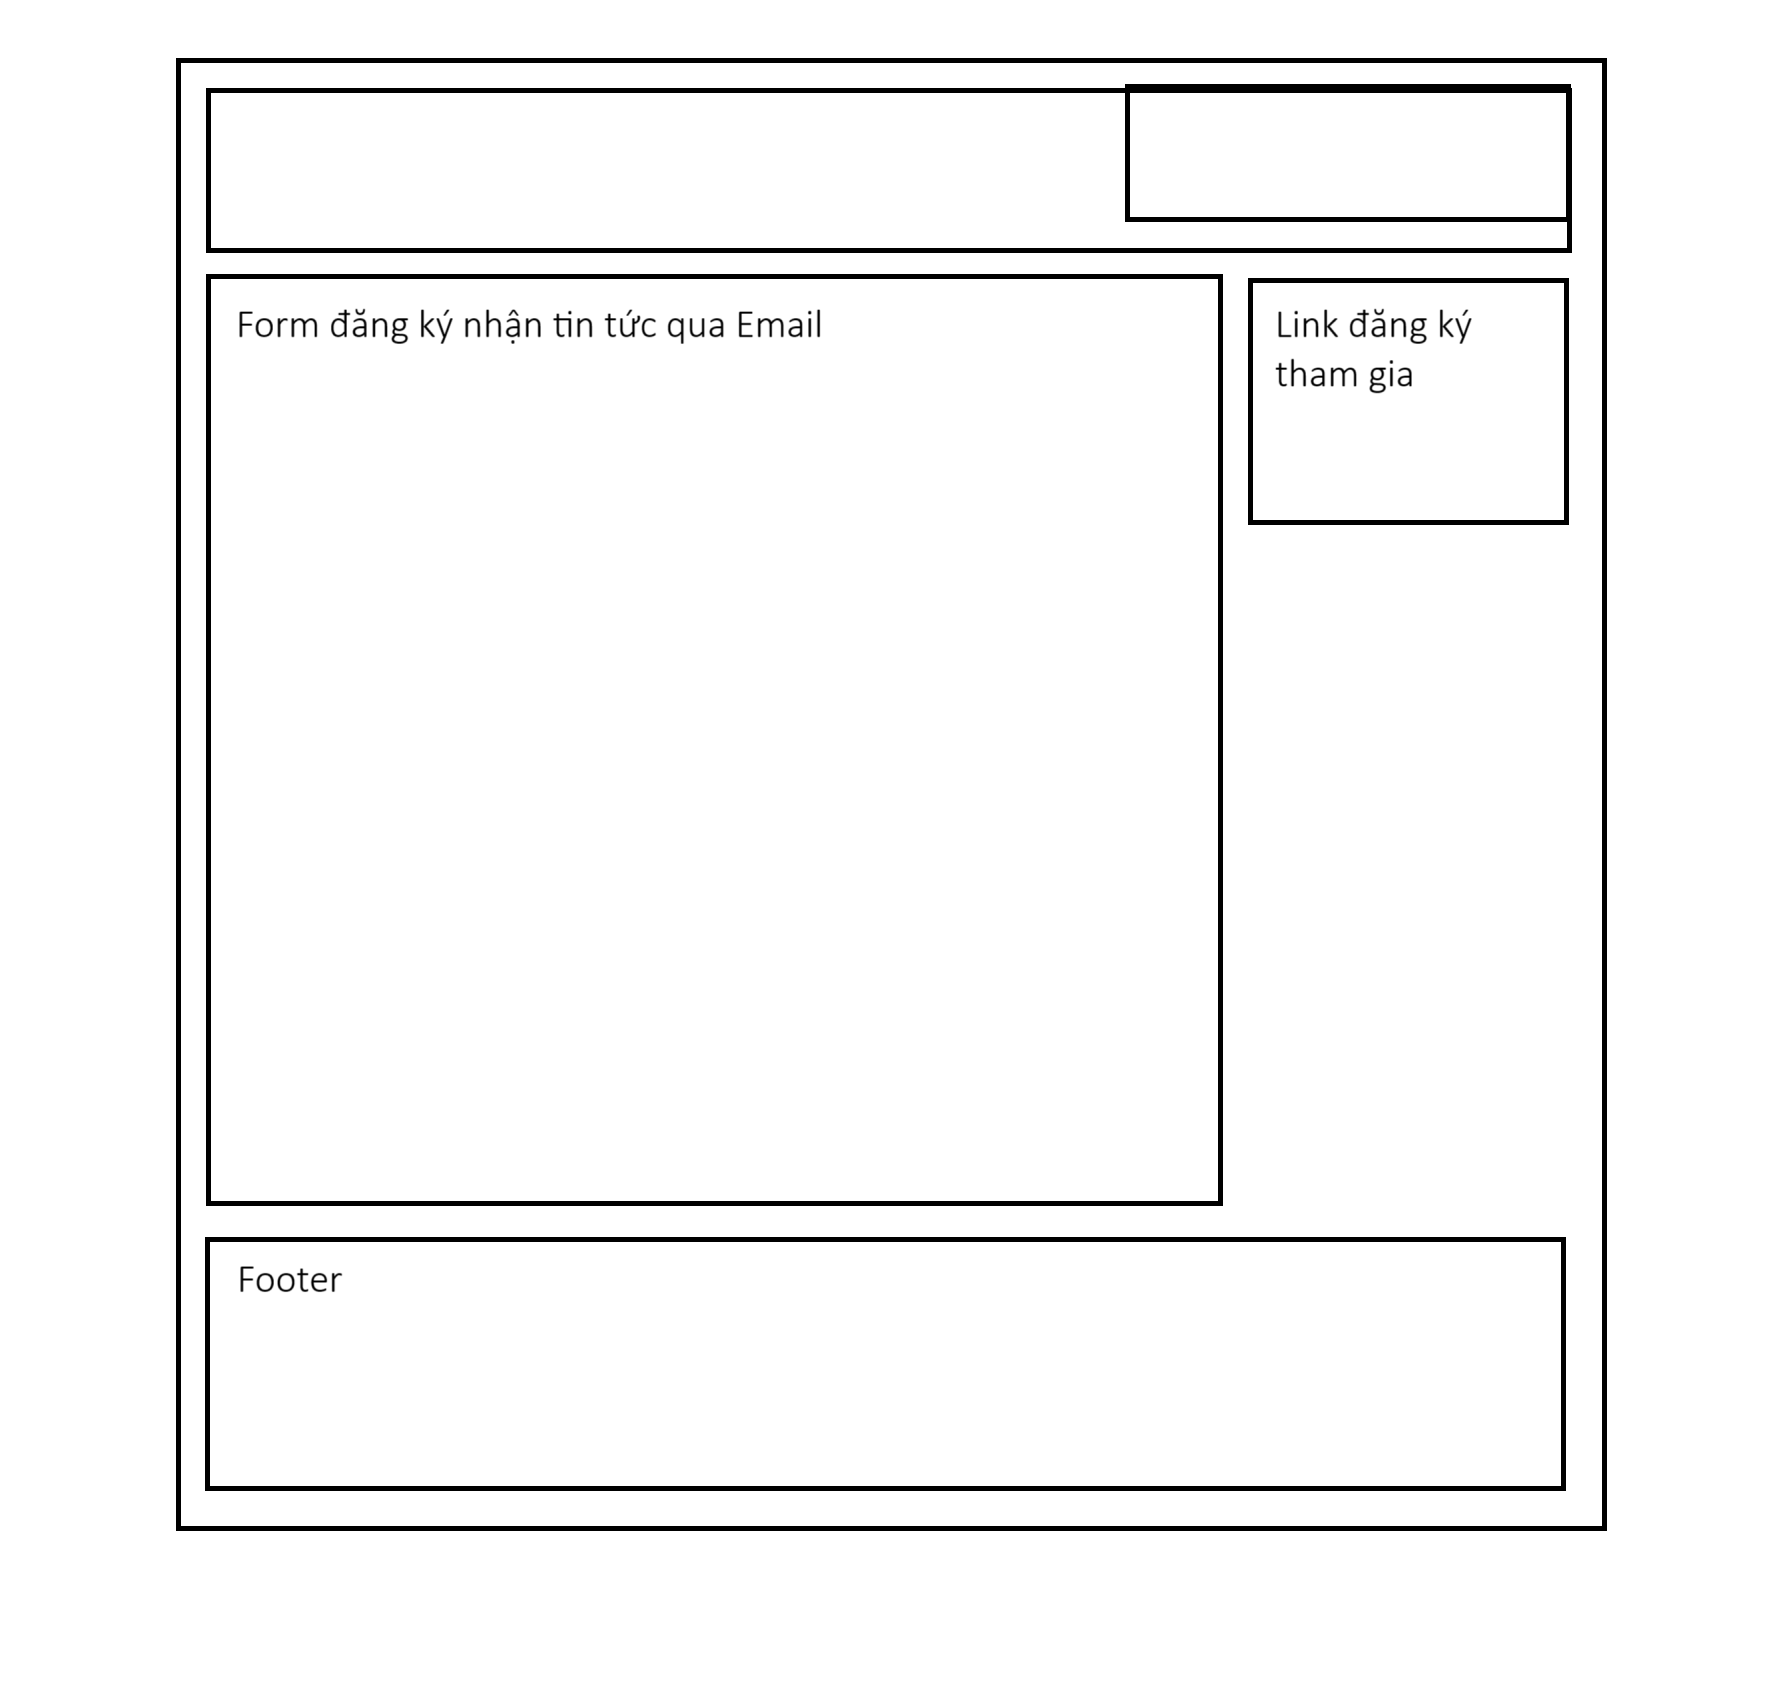 Form đăng ký nhận tin tức qua Email
Link đăng ký
tham gia
Footer